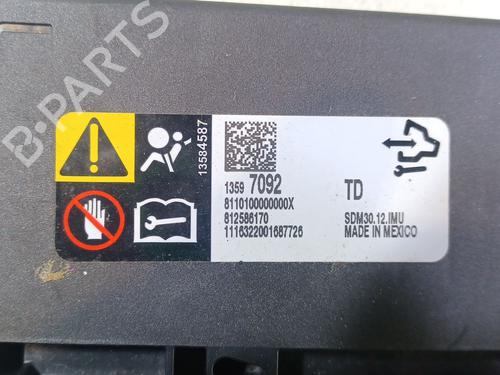 B-PARTS
13584587
1359 7092 TD
8110100000000X
812586170 SDM30.12.IMU
1116322001687726 MADE IN MEXICO